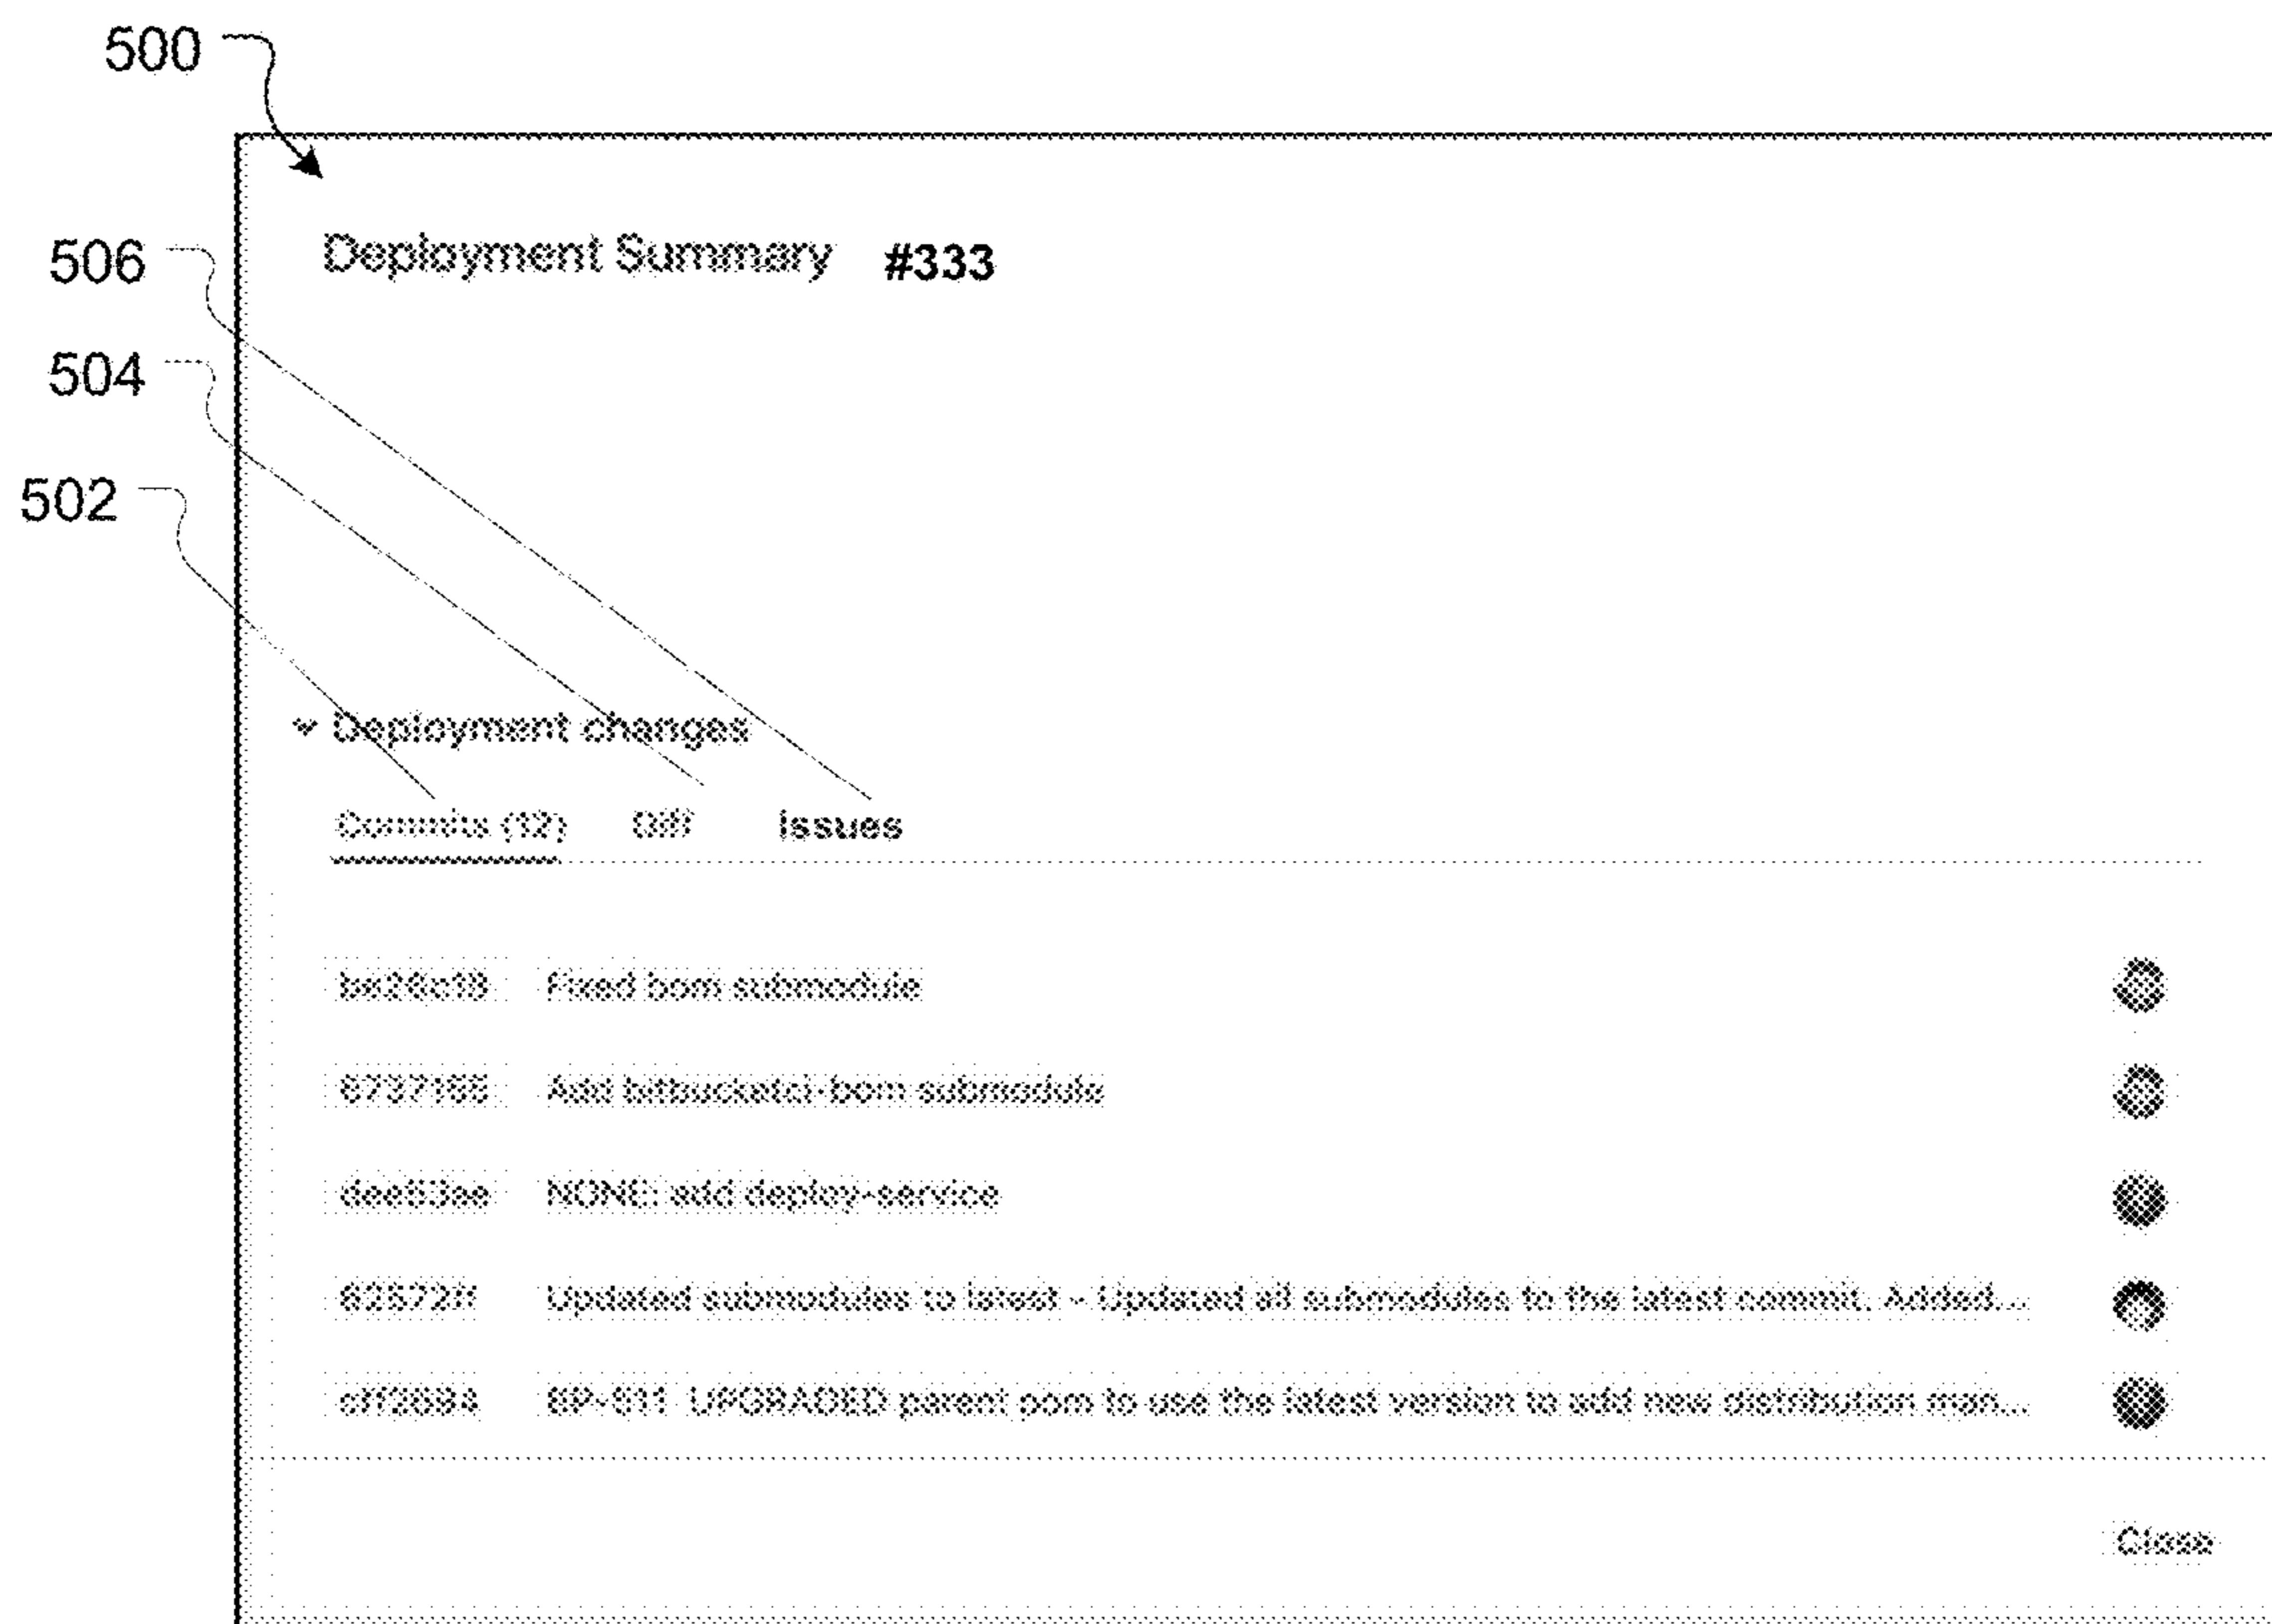 500
506 Deployment Summary #333
504
502
Deployment changes
Commits (12) Diff Issues
Fixed bom submodule
Add bitbucketci-bom submodule
NONE: add deploy-service
Updated submodules to latest - Updated all submodules to the latest commit. Added...
UPGRADED parent pom to use the latest version to add new distribution man...
Close